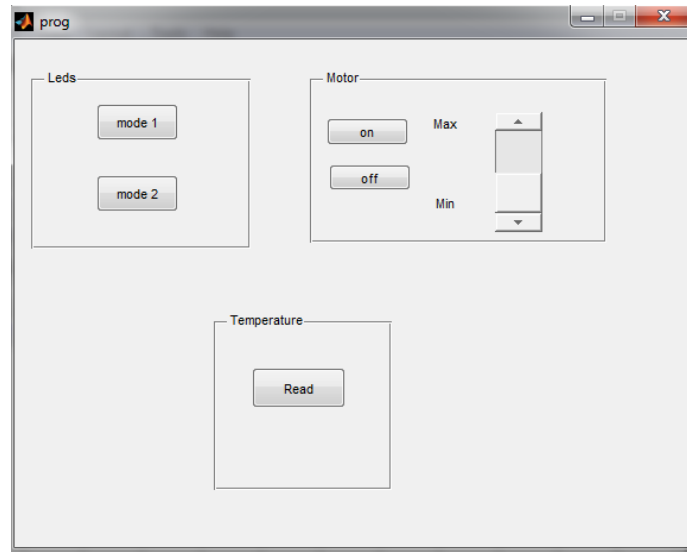 prog
Leds
mode 1
mode 2
Motor
on
off
Max
Min
Temperature
Read